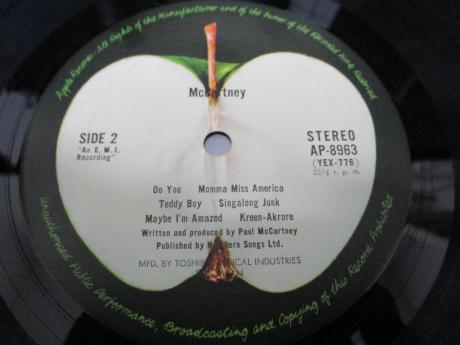 Apple Records-All Rights of the Manufacturer and of the Owner of the Recorded Work Reserved
McCartney
SIDE 2
"An E.M.I. Recording"
STEREO
AP-8963
(YEX-776)
33⅓ r. p. m.
Oo You Momma Miss America
Teddy Boy Singalong Junk
Maybe I'm Amazed Kreen-Akrore
Written and produced by Paul McCartney
Published by Northern Songs Ltd.
MFD. BY TOSHIBA MUSICAL INDUSTRIES
Unauthorised Public Performance, Broadcasting and Copying of this Record Prohibited